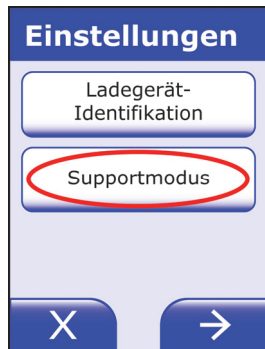 Einstellungen
Ladegerät-
Identifikation
Supportmodus
X
→